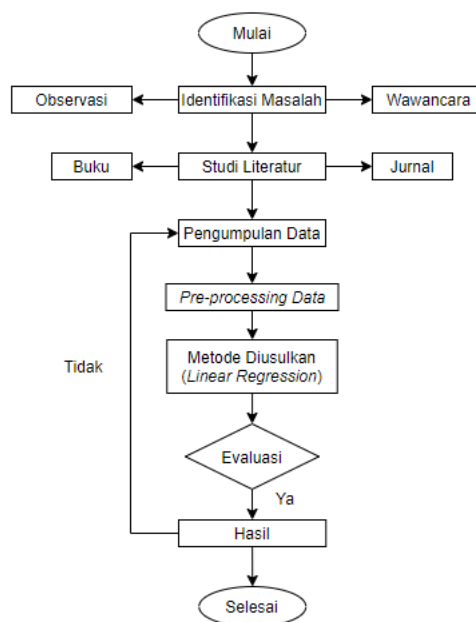 Mulai
Observasi
Identifikasi Masalah
Wawancara
Buku
Studi Literatur
Jurnal
Pengumpulan Data
Pre-processing Data
Tidak
Metode Diusulkan
(Linear Regression)
Evaluasi
Ya
Hasil
Selesai